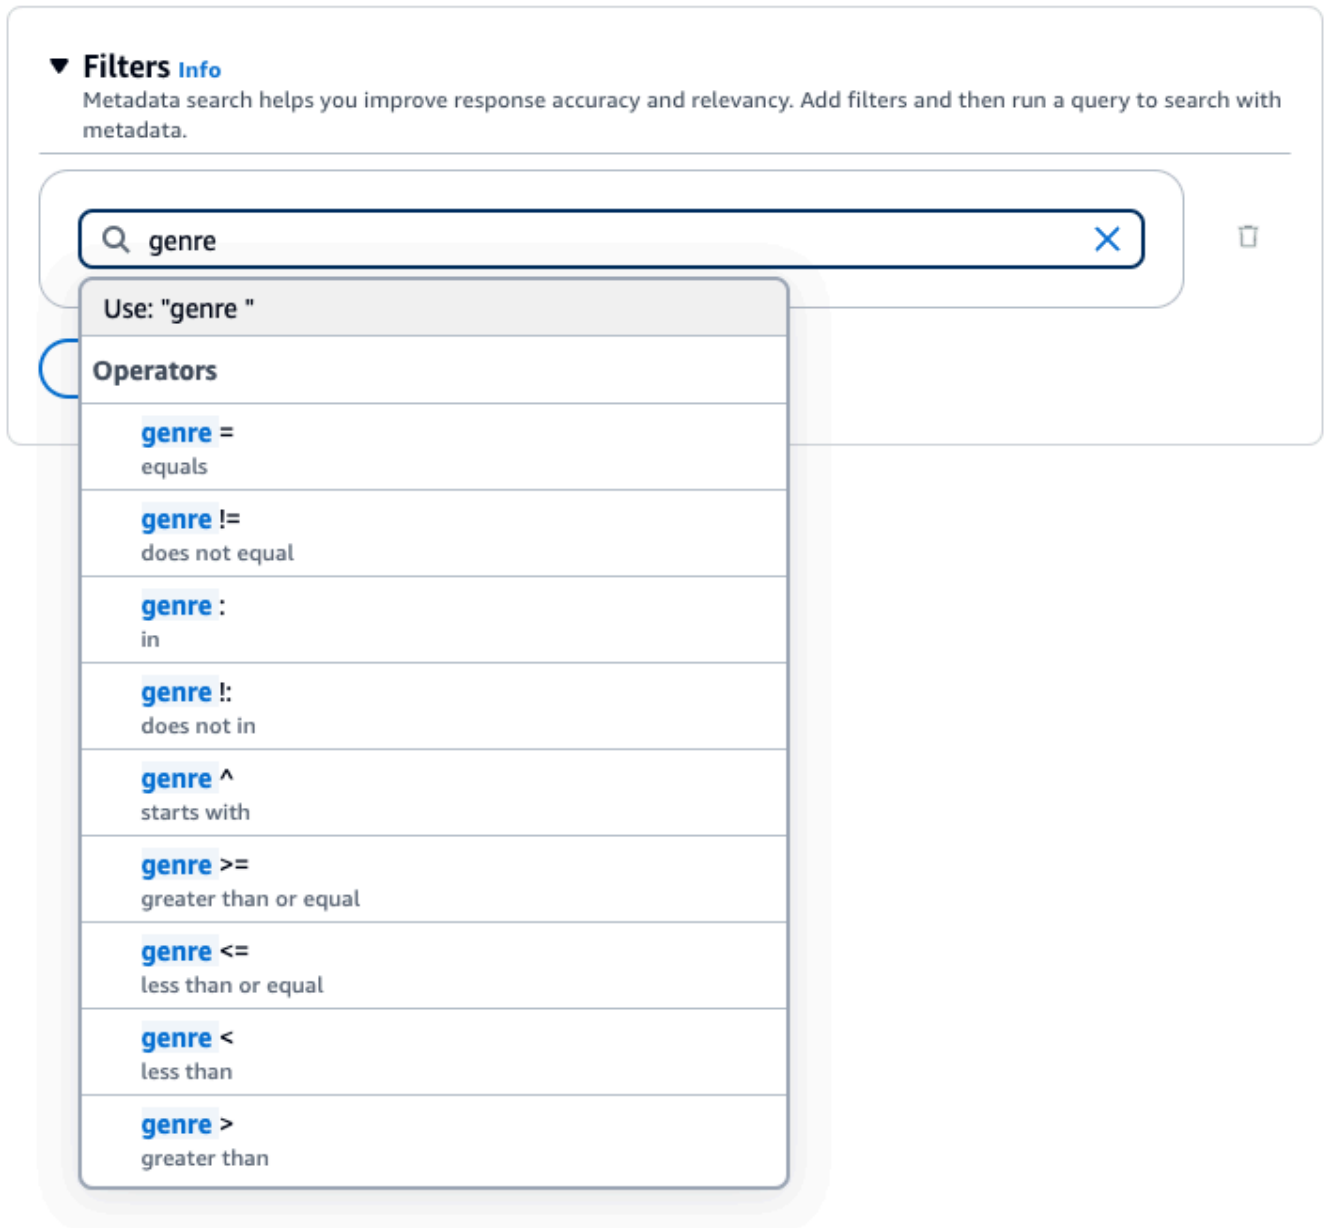 Filters Info
Metadata search helps you improve response accuracy and relevancy. Add filters and then run a query to search with
metadata.
genre
Use: "genre "
Operators
genre =
equals
genre !=
does not equal
genre :
in
genre !:
does not in
genre ^
starts with
genre >=
greater than or equal
genre <=
less than or equal
genre <
less than
genre >
greater than